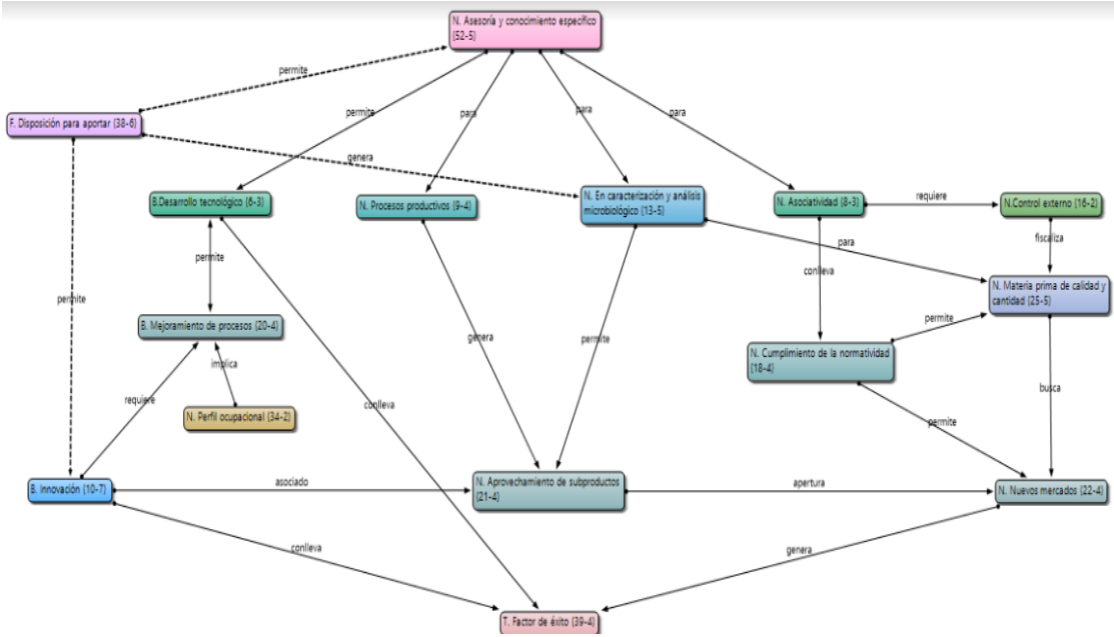 N. Asesoría y conocimiento específico
{52-5}
permite
F. Disposición para aportar {38-6}
permite
para
para
para
genera
B.Desarrollo tecnológico {6-3}
N. Procesos productivos {9-4}
N. En caracterización y análisis
microbiológico {13-5}
N. Asociatividad {8-3}
requiere
N.Control externo {16-2}
fiscaliza
para
permite
conlleva
N. Materia prima de calidad y
cantidad {25-5}
permite
B. Mejoramiento de procesos {20-4}
permite
genera
permite
N. Cumplimiento de la normatividad
{18-4}
implica
busca
requiere
conlleva
N. Perfil ocupacional {34-2}
permite
B. Innovación {10-7}
asociado
N. Aprovechamiento de subproductos
{21-4}
apertura
N. Nuevos mercados {22-4}
conlleva
genera
T. Factor de éxito {39-4}